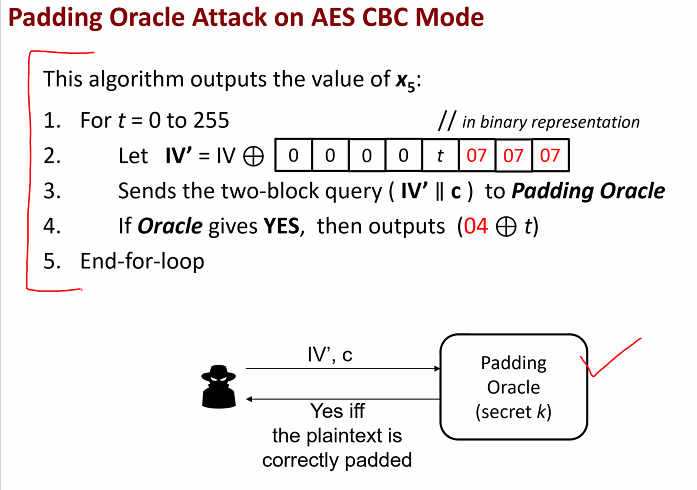 Padding Oracle Attack on AES CBC Mode
This algorithm outputs the value of x₅:
1. For t = 0 to 255 // in binary representation
2. Let IV’ = IV ⊕ 0 0 0 0 t 07 07 07
3. Sends the two-block query ( IV’ ‖ c ) to Padding Oracle
4. If Oracle gives YES, then outputs (04 ⊕ t)
5. End-for-loop
IV’, c
Yes iff
the plaintext is
correctly padded
Padding
Oracle
(secret k)